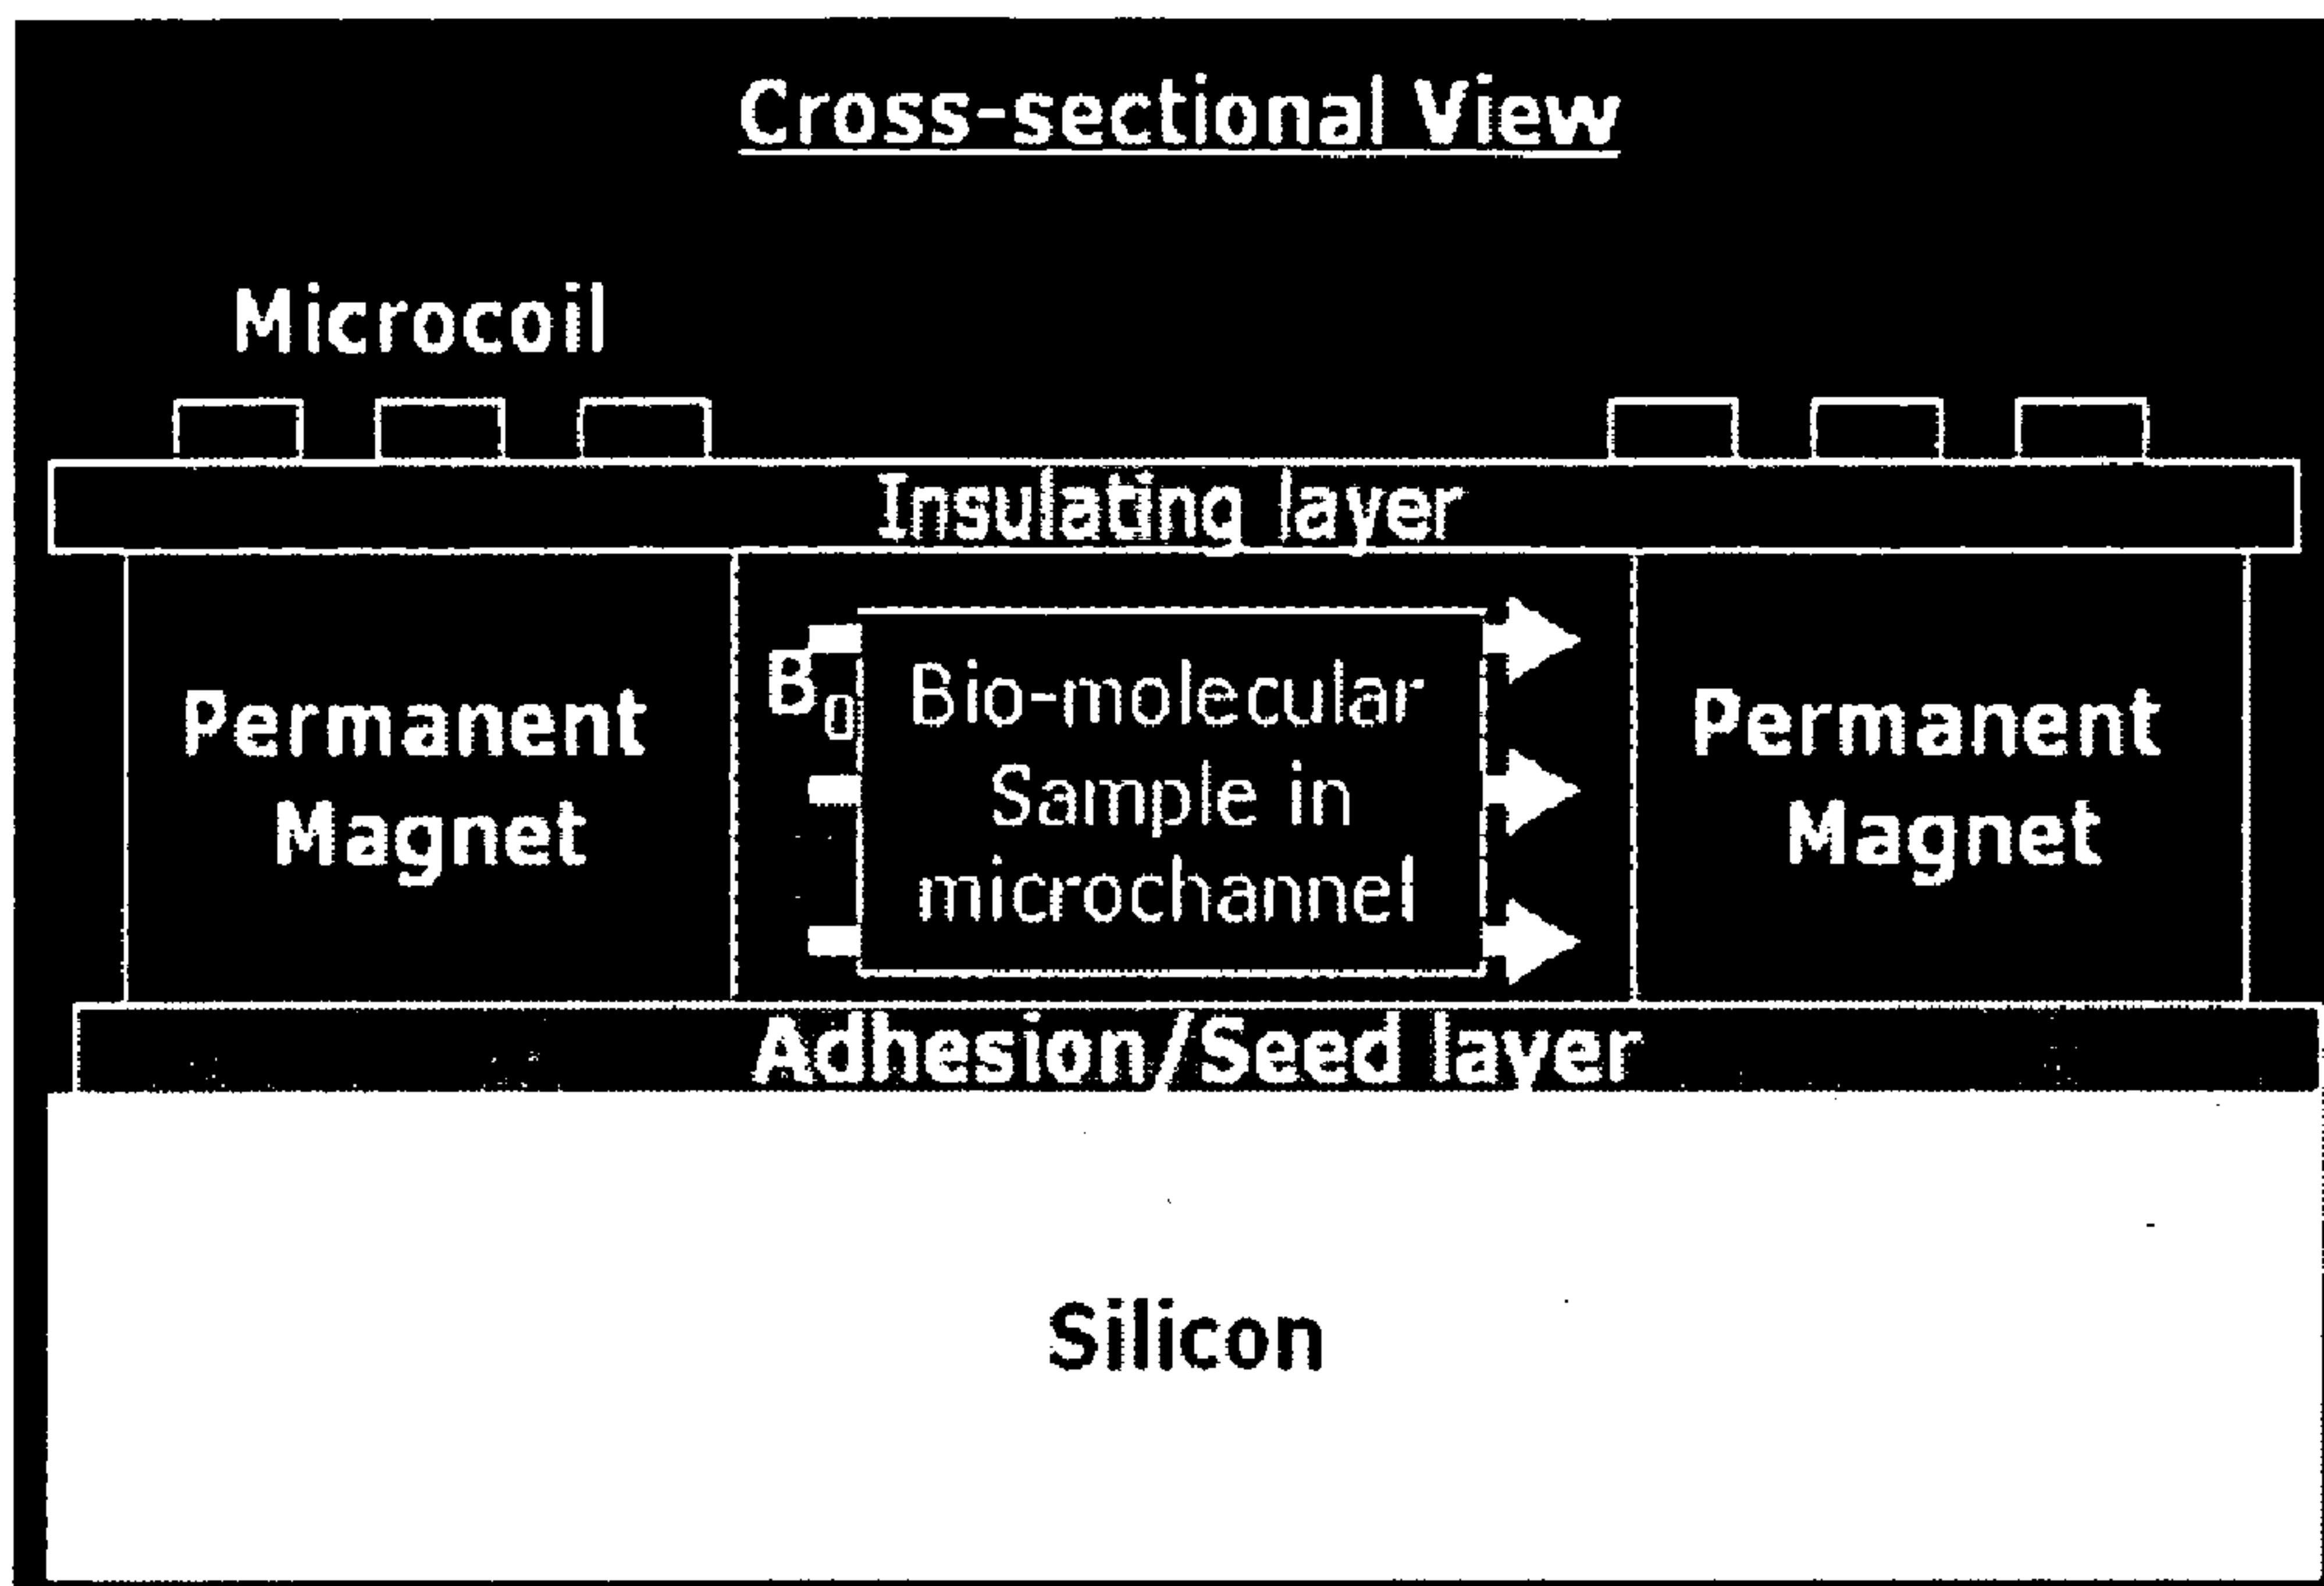 Cross-sectional View
Microcoil
Insulating layer
Permanent
Magnet
B0
Bio-molecular
Sample in
microchannel
Permanent
Magnet
Adhesion/Seed layer
Silicon